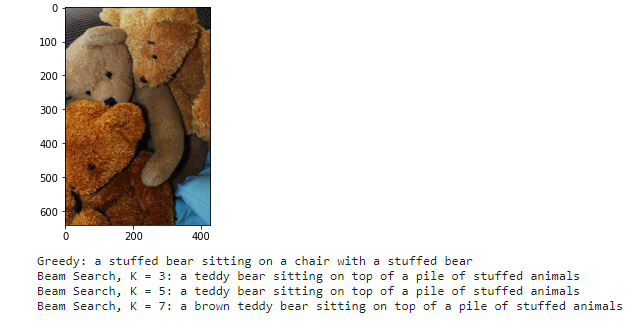 0
100
200
300
400
500
600
0 200 400
Greedy: a stuffed bear sitting on a chair with a stuffed bear
Beam Search, K = 3: a teddy bear sitting on top of a pile of stuffed animals
Beam Search, K = 5: a teddy bear sitting on top of a pile of stuffed animals
Beam Search, K = 7: a brown teddy bear sitting on top of a pile of stuffed animals